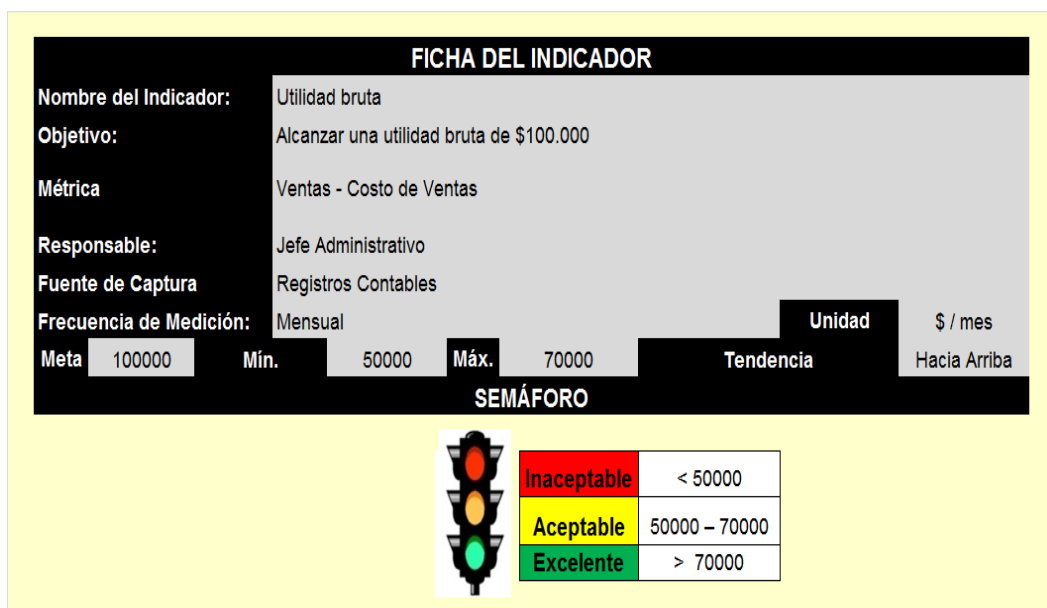 FICHA DEL INDICADOR
Nombre del Indicador: Utilidad bruta
Objetivo: Alcanzar una utilidad bruta de $100.000
Métrica Ventas - Costo de Ventas
Responsable: Jefe Administrativo
Fuente de Captura Registros Contables
Frecuencia de Medición: Mensual Unidad $ / mes
Meta 100000 Mín. 50000 Máx. 70000 Tendencia Hacia Arriba
SEMÁFORO
Inaceptable < 50000
Aceptable 50000 – 70000
Excelente > 70000